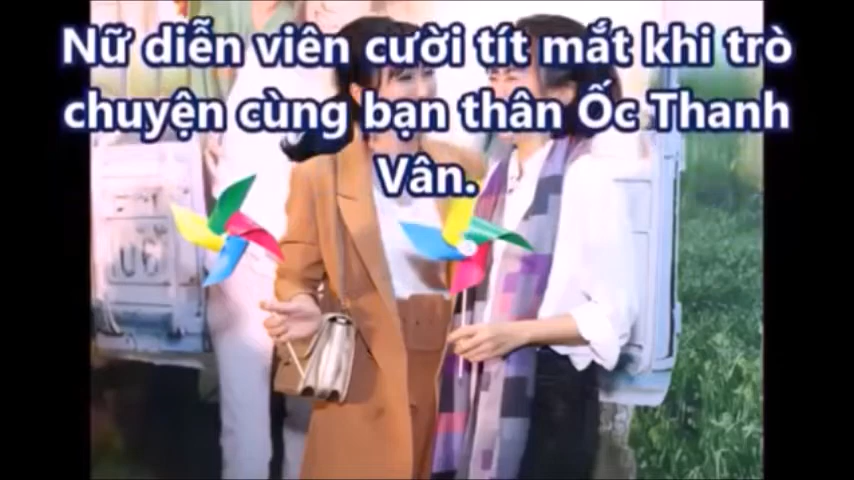 Nữ diễn viên cười tít mắt khi trò
chuyện cùng bạn thân Ốc Thanh
Vân.